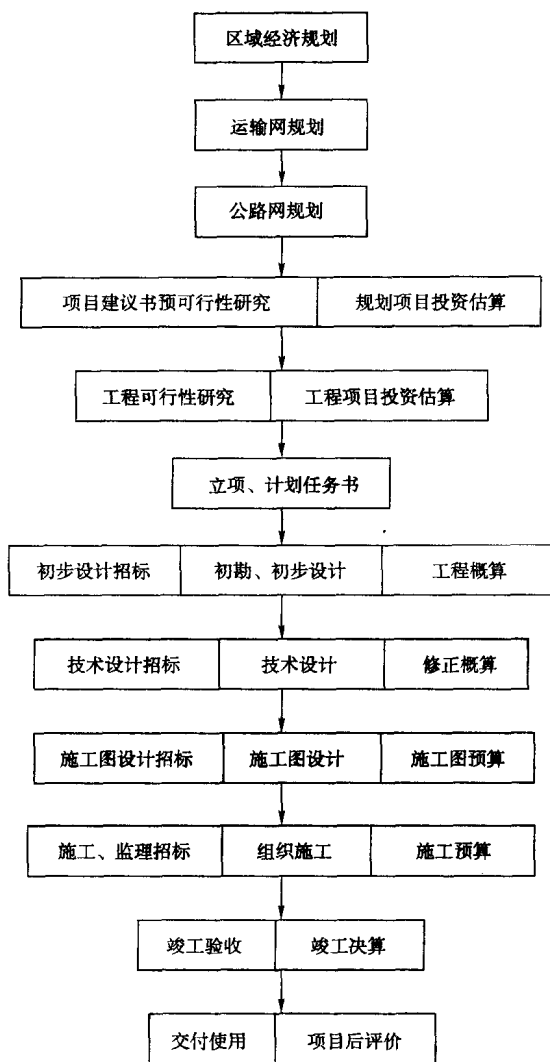 区域经济规划
运输网规划
公路网规划
项目建议书预可行性研究 规划项目投资估算
工程可行性研究 工程项目投资估算
立项、计划任务书
初步设计招标 初勘、初步设计 工程概算
技术设计招标 技术设计 修正概算
施工图设计招标 施工图设计 施工图预算
施工、监理招标 组织施工 施工预算
竣工验收 竣工决算
交付使用 项目后评价